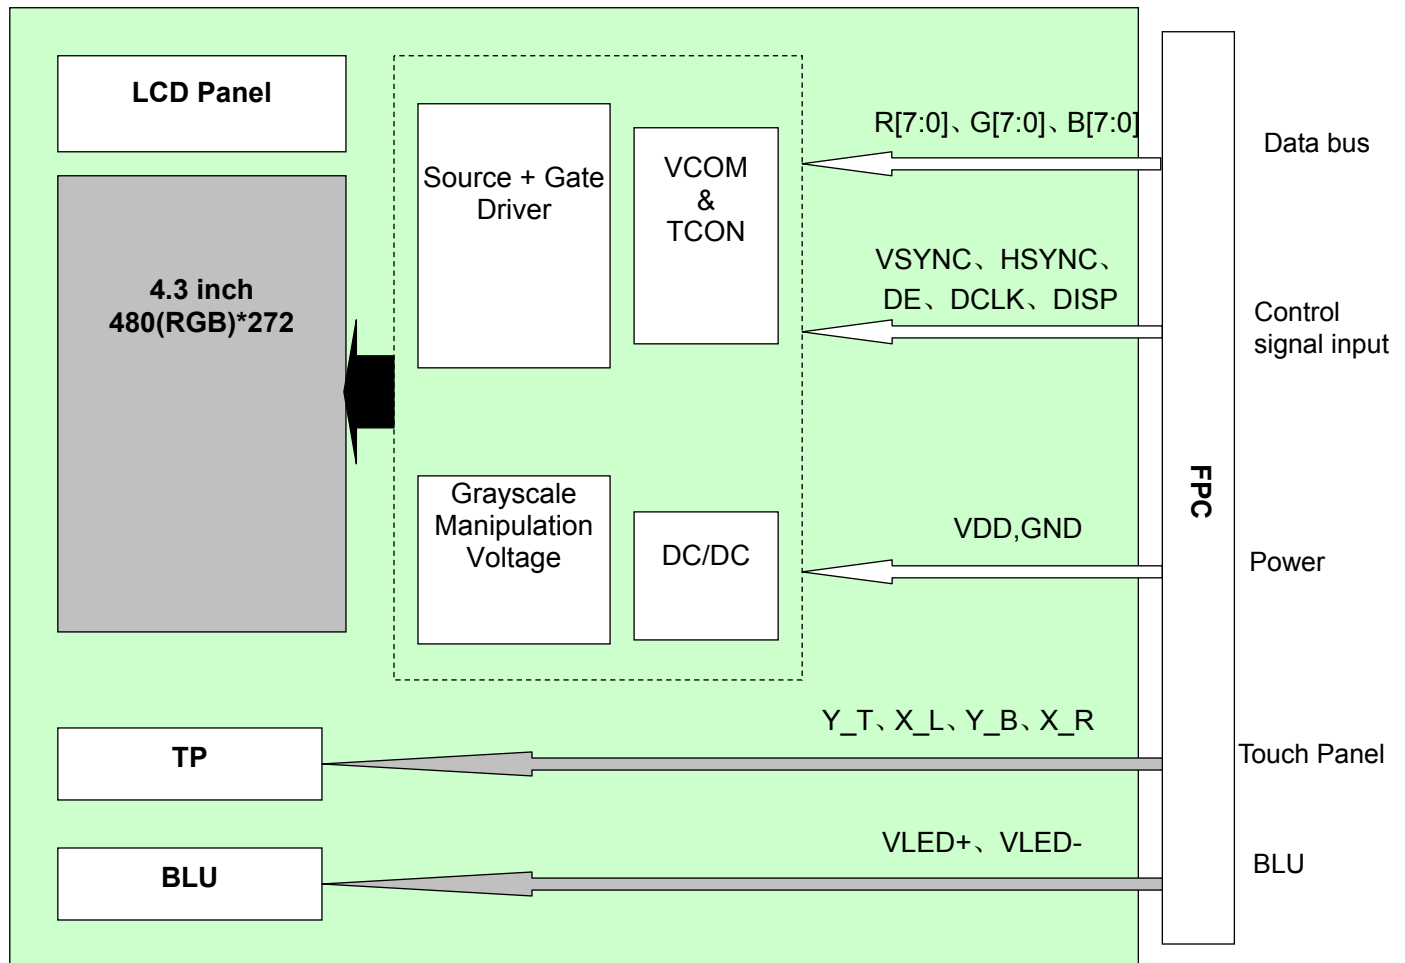 LCD Panel
4.3 inch
480(RGB)*272
Source + Gate
Driver
VCOM
&
TCON
Grayscale
Manipulation
Voltage
DC/DC
R[7:0]、G[7:0]、B[7:0]
Data bus
VSYNC、HSYNC、
DE、DCLK、DISP
Control
signal input
FPC
VDD,GND
Power
TP
Y_T、X_L、Y_B、X_R
Touch Panel
BLU
VLED+、VLED-
BLU